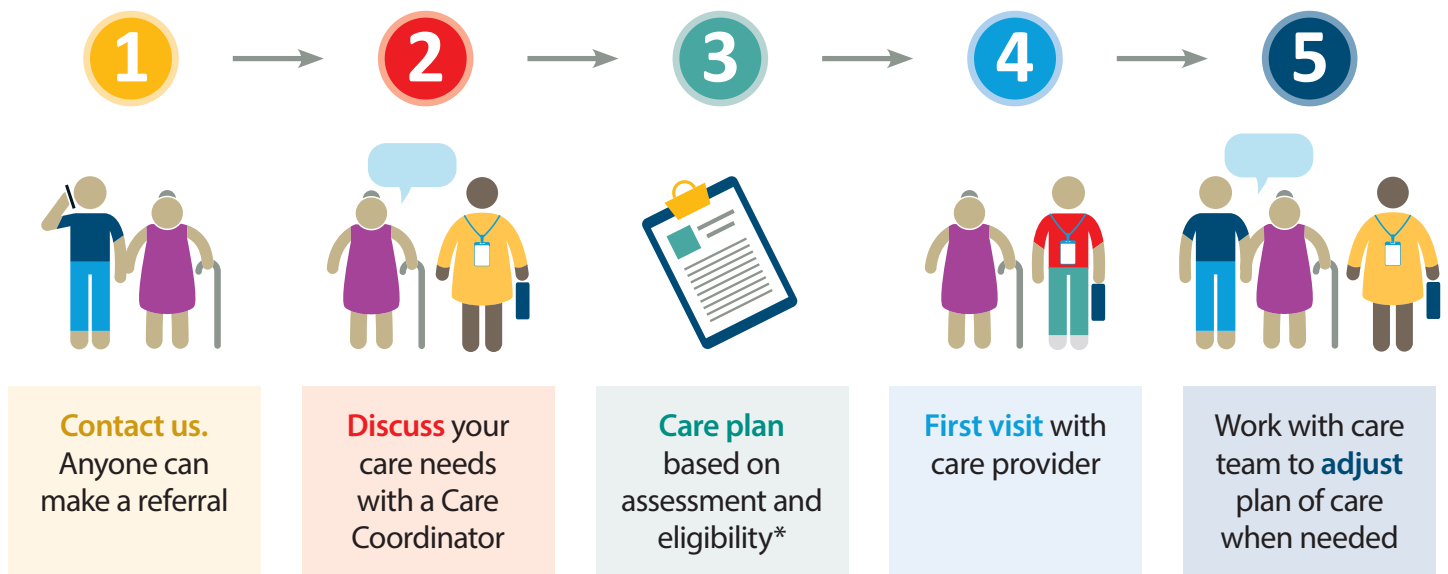 1
2
3
4
5
Contact us.
Anyone can
make a referral
Discuss your
care needs
with a Care
Coordinator
Care plan
based on
assessment and
eligibility*
First visit with
care provider
Work with care
team to adjust
plan of care
when needed